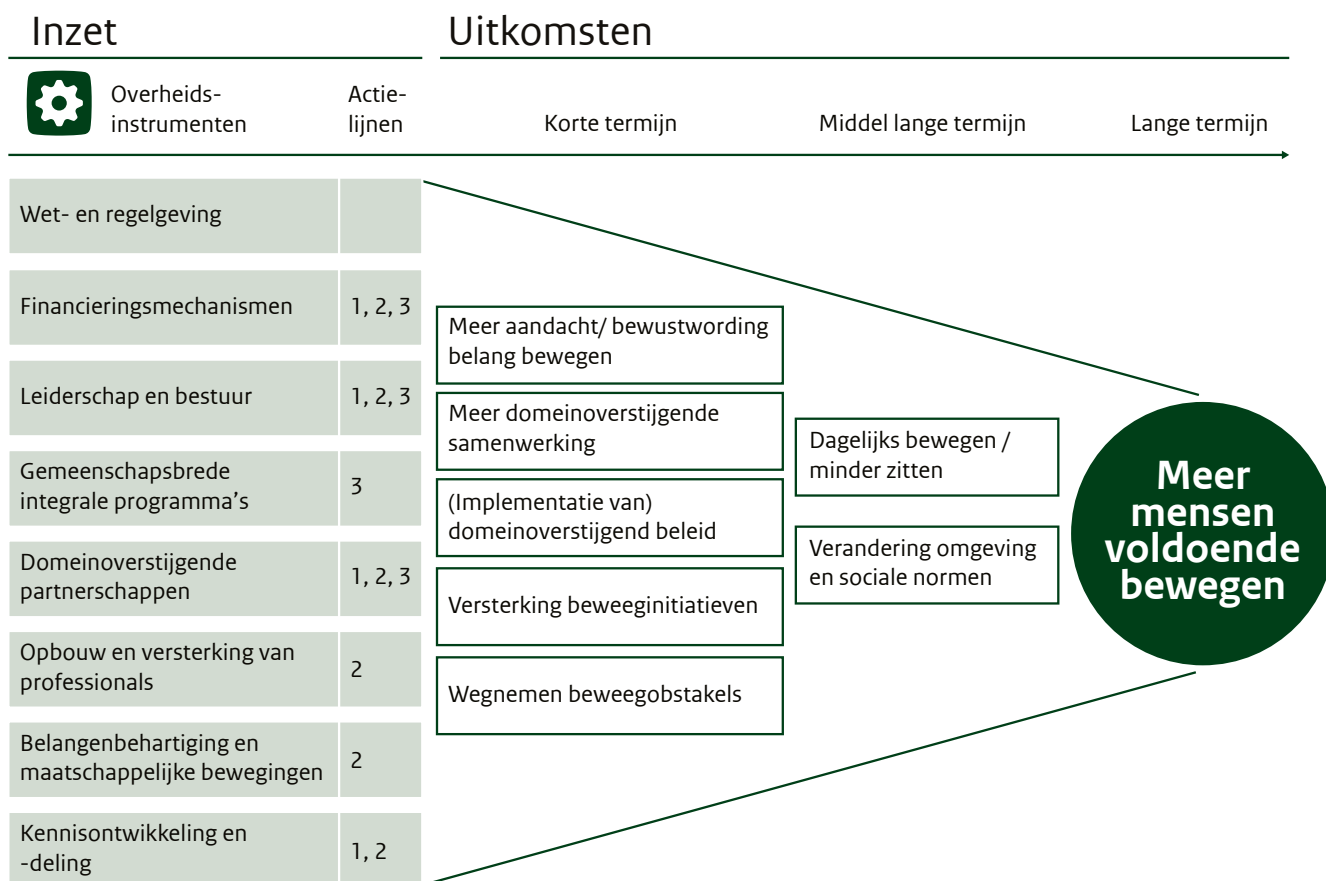 Inzet
Uitkomsten
Overheids-
instrumenten
Actie-
lijnen
Korte termijn
Middel lange termijn
Lange termijn
Wet- en regelgeving
Financieringsmechanismen
1, 2, 3
Leiderschap en bestuur
1, 2, 3
Gemeenschapsbrede
integrale programma's
3
Domeinoverstijgende
partnerschappen
1, 2, 3
Opbouw en versterking van
professionals
2
Belangenbehartiging en
maatschappelijke bewegingen
2
Kennisontwikkeling en
-deling
1, 2
Meer aandacht/ bewustwording
belang bewegen
Meer domeinoverstijgende
samenwerking
(Implementatie van)
domeinoverstijgend beleid
Versterking beweeginitiatieven
Wegnemen beweegobstakels
Dagelijks bewegen /
minder zitten
Verandering omgeving
en sociale normen
Meer
mensen
voldoende
bewegen